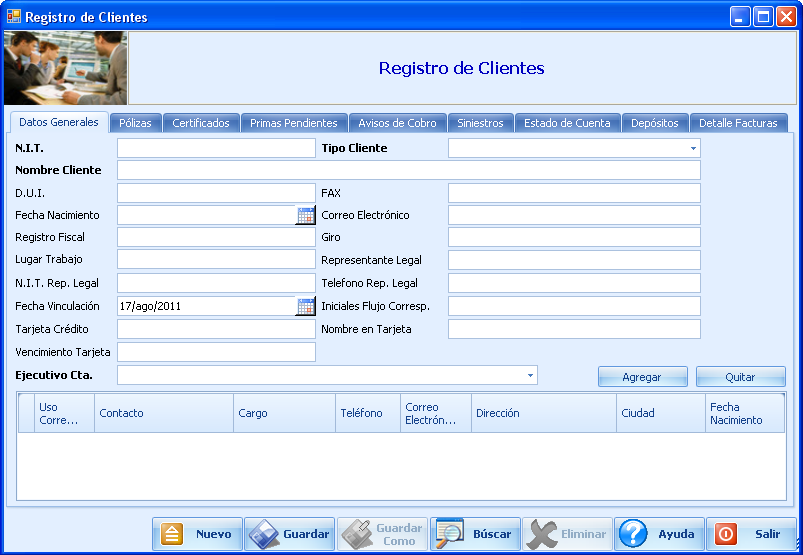 Registro de Clientes
Registro de Clientes
Datos Generales Pólizas Certificados Primas Pendientes Avisos de Cobro Siniestros Estado de Cuenta Depósitos Detalle Facturas
N.I.T. Tipo Cliente
Nombre Cliente
D.U.I. FAX
Fecha Nacimiento Correo Electrónico
Registro Fiscal Giro
Lugar Trabajo Representante Legal
N.I.T. Rep. Legal Telefono Rep. Legal
Fecha Vinculación 17/ago/2011 Iniciales Flujo Corresp.
Tarjeta Crédito Nombre en Tarjeta
Vencimiento Tarjeta
Ejecutivo Cta. Agregar Quitar
Uso Corre... Contacto Cargo Teléfono Correo Electrón... Dirección Ciudad Fecha Nacimiento
Nuevo Guardar Guardar Como Búscar Eliminar Ayuda Salir